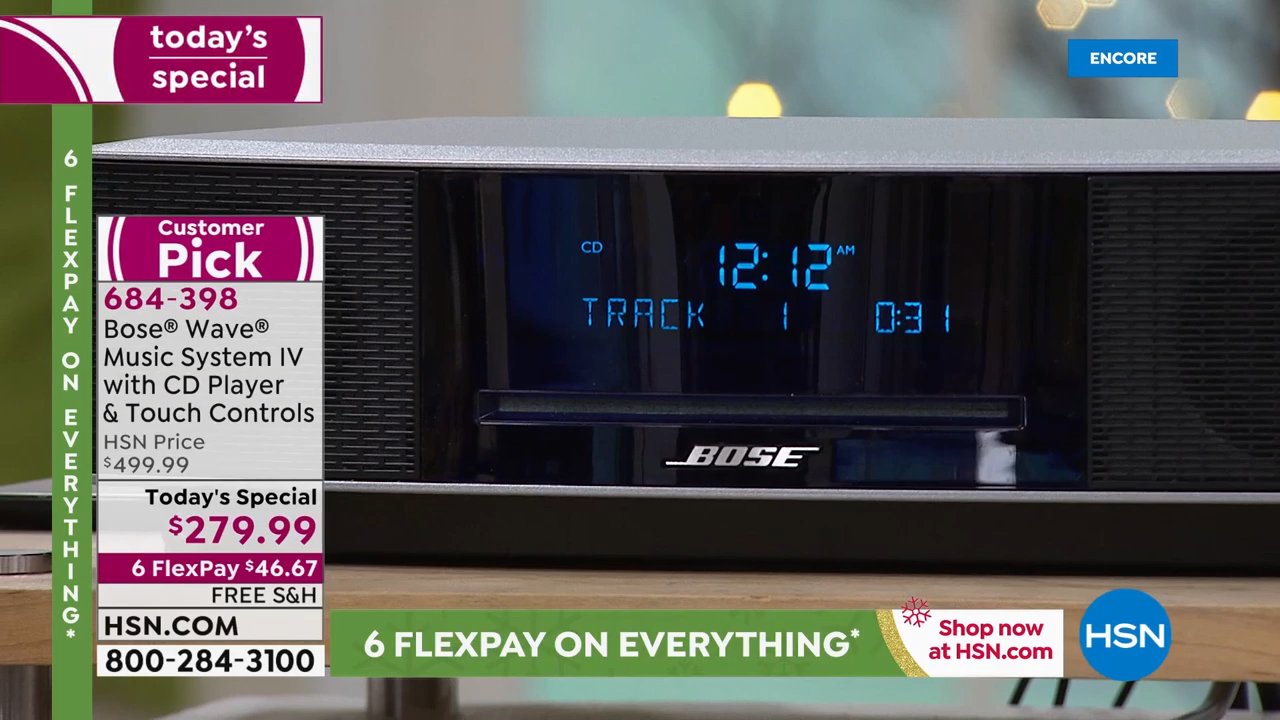 today's
special
ENCORE
6 FLEXPAY ON EVERYTHING*
Customer
Pick
684-398
Bose® Wave®
Music System IV
with CD Player
& Touch Controls
HSN Price
$499.99
Today's Special
$279.99
6 FlexPay $46.67
FREE S&H
HSN.COM
800-284-3100
CD
12:12 AM
TRACK 1 0:31
BOSE
6 FLEXPAY ON EVERYTHING*
Shop now
at HSN.com
HSN